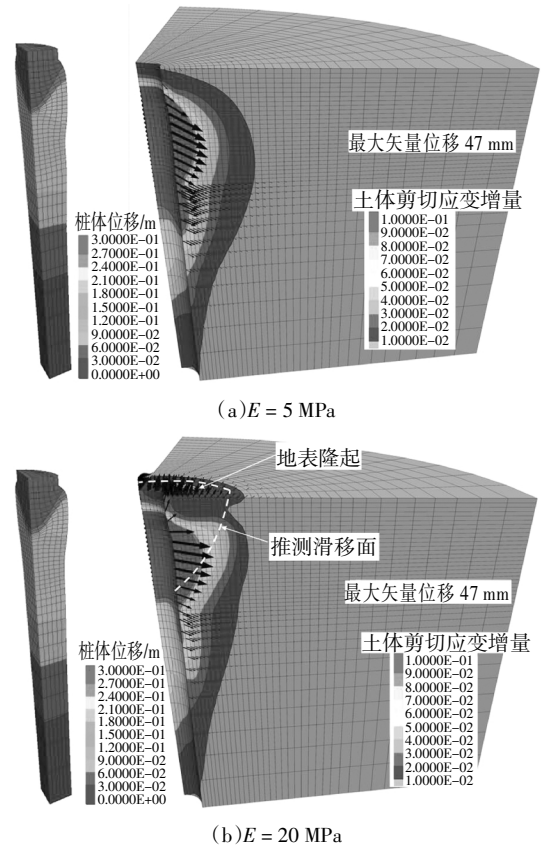 最大矢量位移 47 mm
土体剪切应变增量
1.0000E-01
9.0000E-02
8.0000E-02
7.0000E-02
6.0000E-02
5.0000E-02
4.0000E-02
3.0000E-02
2.0000E-02
1.0000E-02
桩体位移/m
3.0000E-01
2.7000E-01
2.4000E-01
2.1000E-01
1.8000E-01
1.5000E-01
1.2000E-01
9.0000E-02
6.0000E-02
3.0000E-02
0.0000E+00
(a)E = 5 MPa
地表隆起
推测滑移面
最大矢量位移 47 mm
土体剪切应变增量
1.0000E-01
9.0000E-02
8.0000E-02
7.0000E-02
6.0000E-02
5.0000E-02
4.0000E-02
3.0000E-02
2.0000E-02
1.0000E-02
桩体位移/m
3.0000E-01
2.7000E-01
2.4000E-01
2.1000E-01
1.8000E-01
1.5000E-01
1.2000E-01
9.0000E-02
6.0000E-02
3.0000E-02
0.0000E+00
(b)E = 20 MPa